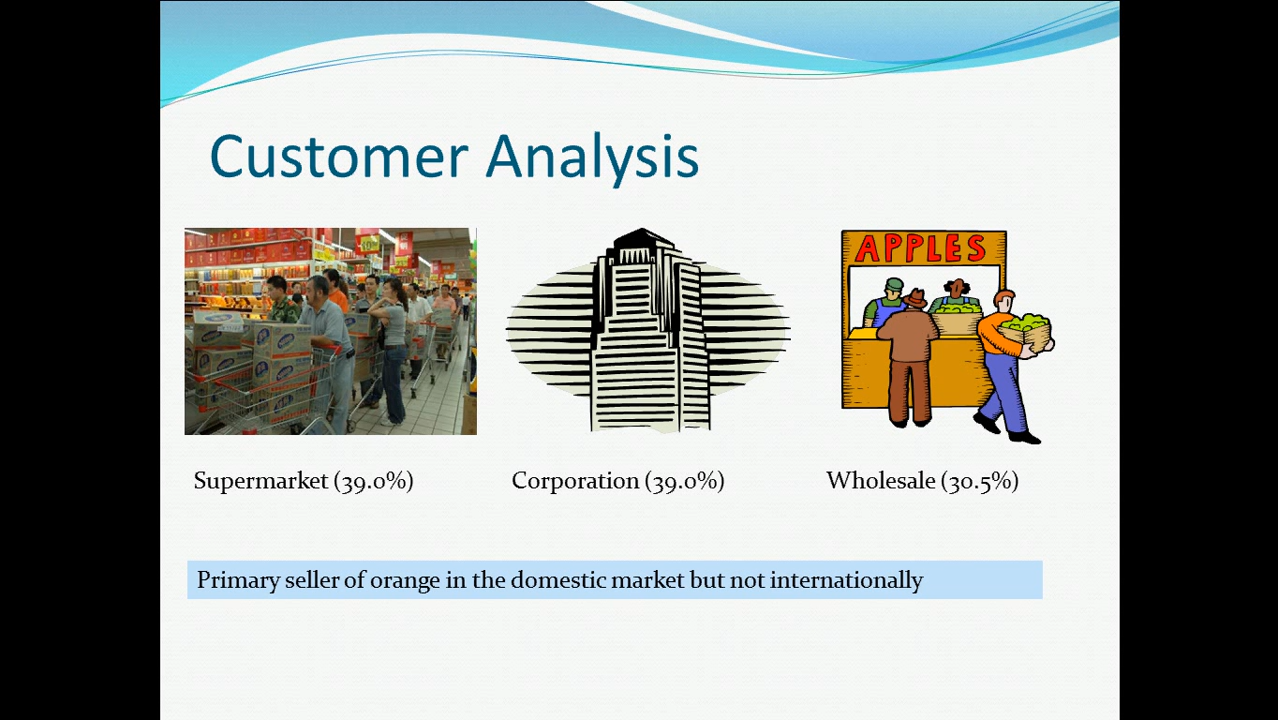 Customer Analysis
APPLES
Supermarket (39.0%)
Corporation (39.0%)
Wholesale (30.5%)
Primary seller of orange in the domestic market but not internationally